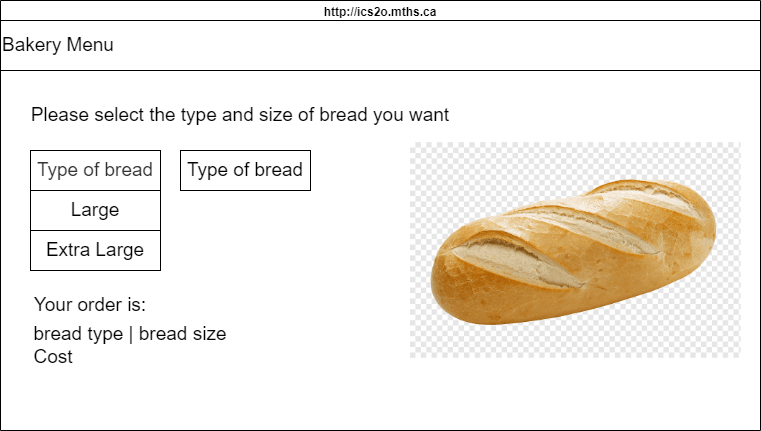 http://ics2o.mths.ca
Bakery Menu
Please select the type and size of bread you want
Type of bread
Type of bread
Large
Extra Large
Your order is:
bread type | bread size
Cost